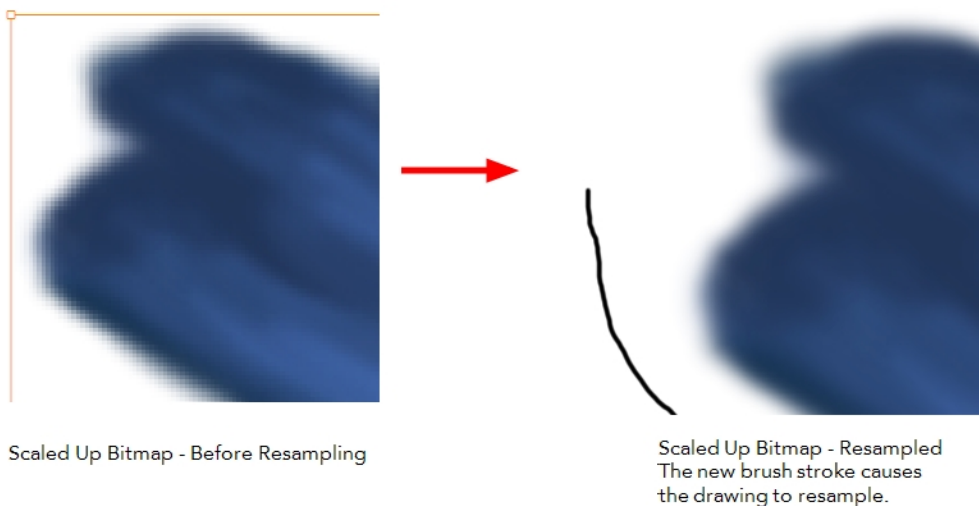 Scaled Up Bitmap - Before Resampling
Scaled Up Bitmap - Resampled
The new brush stroke causes
the drawing to resample.